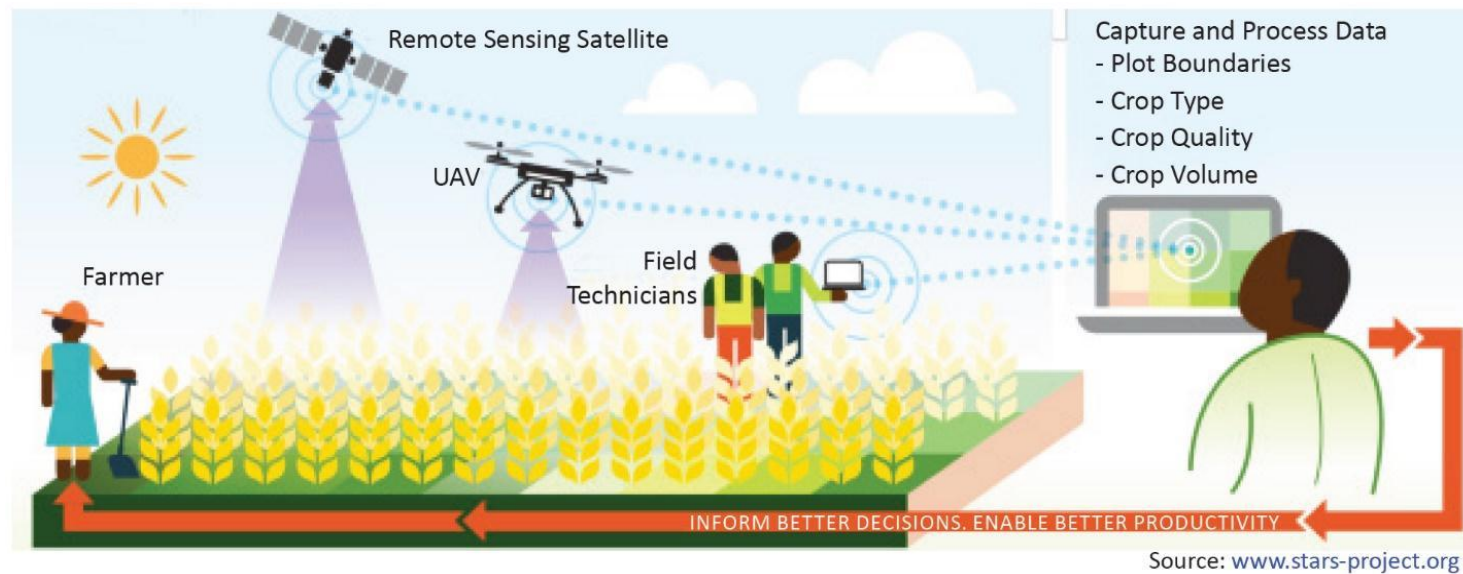 Remote Sensing Satellite
UAV
Farmer
Field
Technicians
Capture and Process Data
- Plot Boundaries
- Crop Type
- Crop Quality
- Crop Volume
INFORM BETTER DECISIONS. ENABLE BETTER PRODUCTIVITY
Source: www.stars-project.org